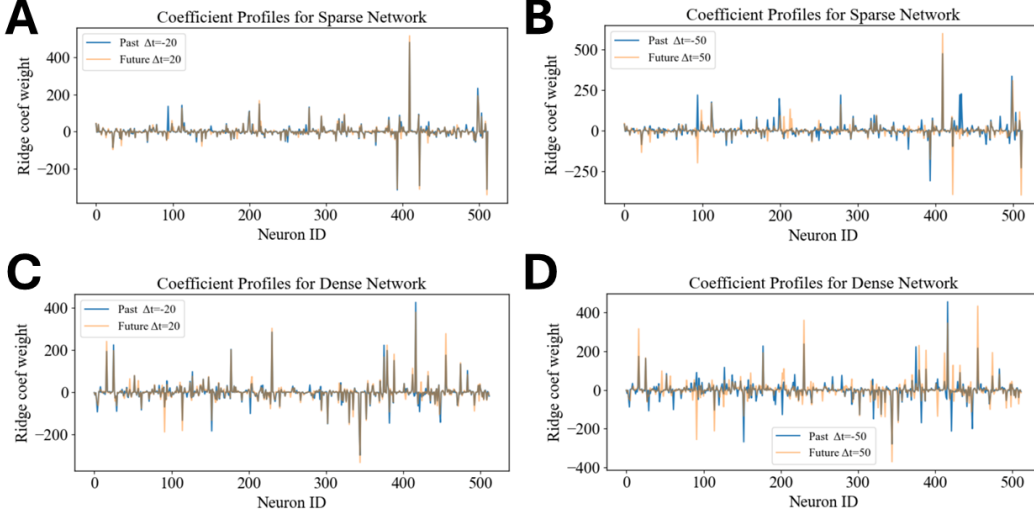 A
Coefficient Profiles for Sparse Network
Past Δt=-20
Future Δt=20
Ridge coef weight
400
200
0
−200
0 100 200 300 400 500
Neuron ID
B
Coefficient Profiles for Sparse Network
Past Δt=-50
Future Δt=50
Ridge coef weight
500
250
0
−250
0 100 200 300 400 500
Neuron ID
C
Coefficient Profiles for Dense Network
Past Δt=-20
Future Δt=20
Ridge coef weight
400
200
0
−200
0 100 200 300 400 500
Neuron ID
D
Coefficient Profiles for Dense Network
Past Δt=-50
Future Δt=50
Ridge coef weight
400
200
0
−200
−400
0 100 200 300 400 500
Neuron ID